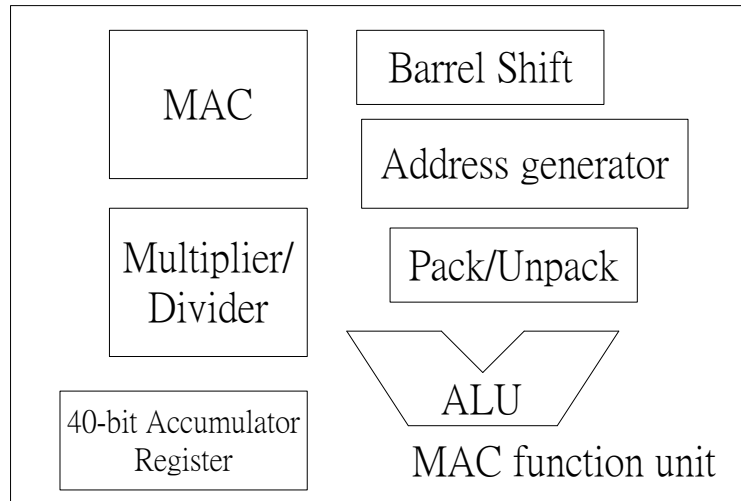 MAC
Barrel Shift
Address generator
Multiplier/
Divider
Pack/Unpack
ALU
40-bit Accumulator
Register
MAC function unit